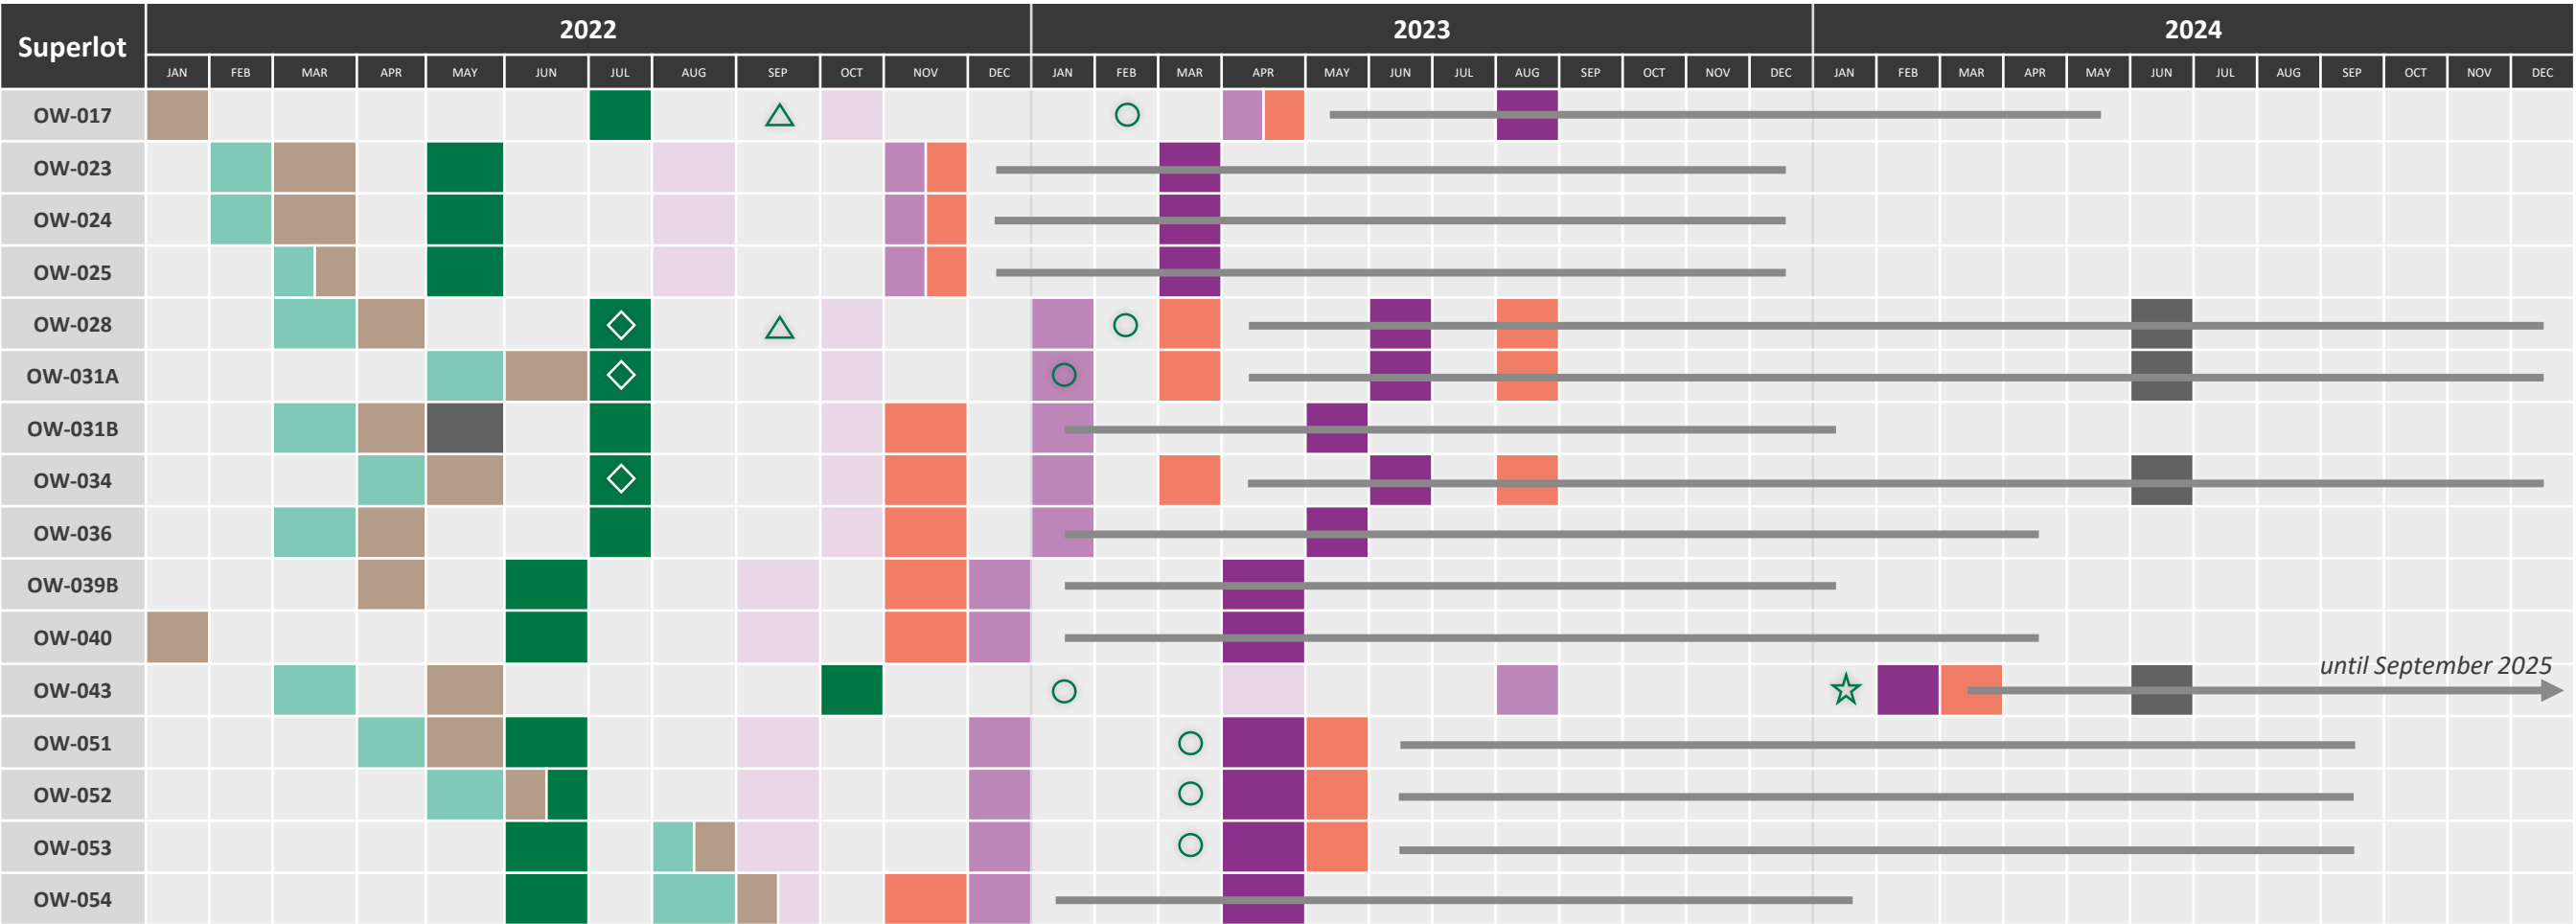 Superlot 2022 2023 2024
JAN FEB MAR APR MAY JUN JUL AUG SEP OCT NOV DEC JAN FEB MAR APR MAY JUN JUL AUG SEP OCT NOV DEC JAN FEB MAR APR MAY JUN JUL AUG SEP OCT NOV DEC
OW-017
OW-023
OW-024
OW-025
OW-028
OW-031A
OW-031B
OW-034
OW-036
OW-039B
OW-040
until September 2025
OW-043
OW-051
OW-052
OW-053
OW-054